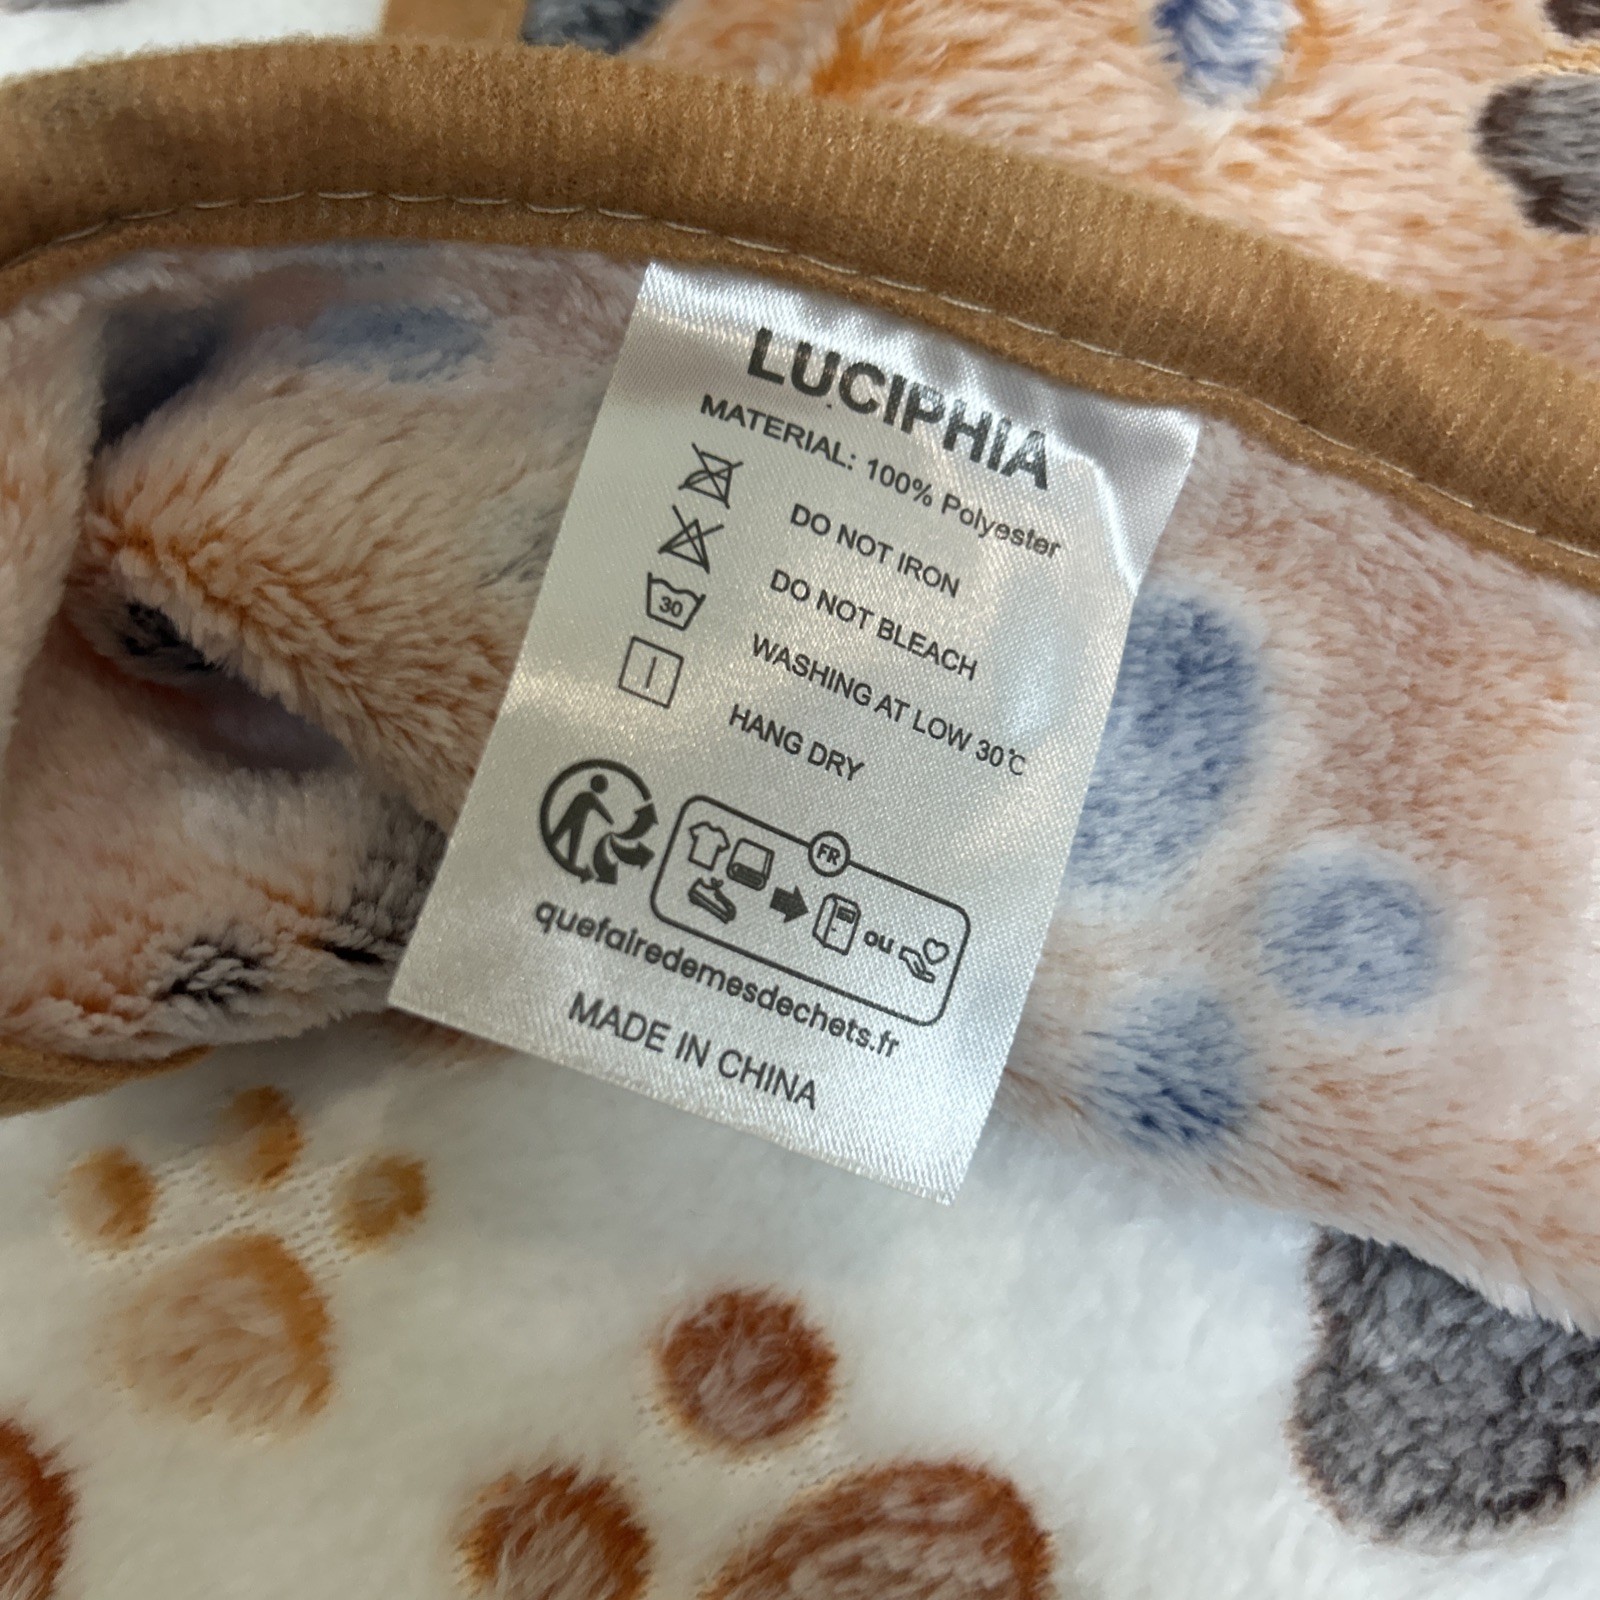 LUCIPHIA
MATERIAL: 100% Polyester
DO NOT IRON
DO NOT BLEACH
30
WASHING AT LOW 30℃
HANG DRY
FR
ou
quefairedemesdechets.fr
MADE IN CHINA